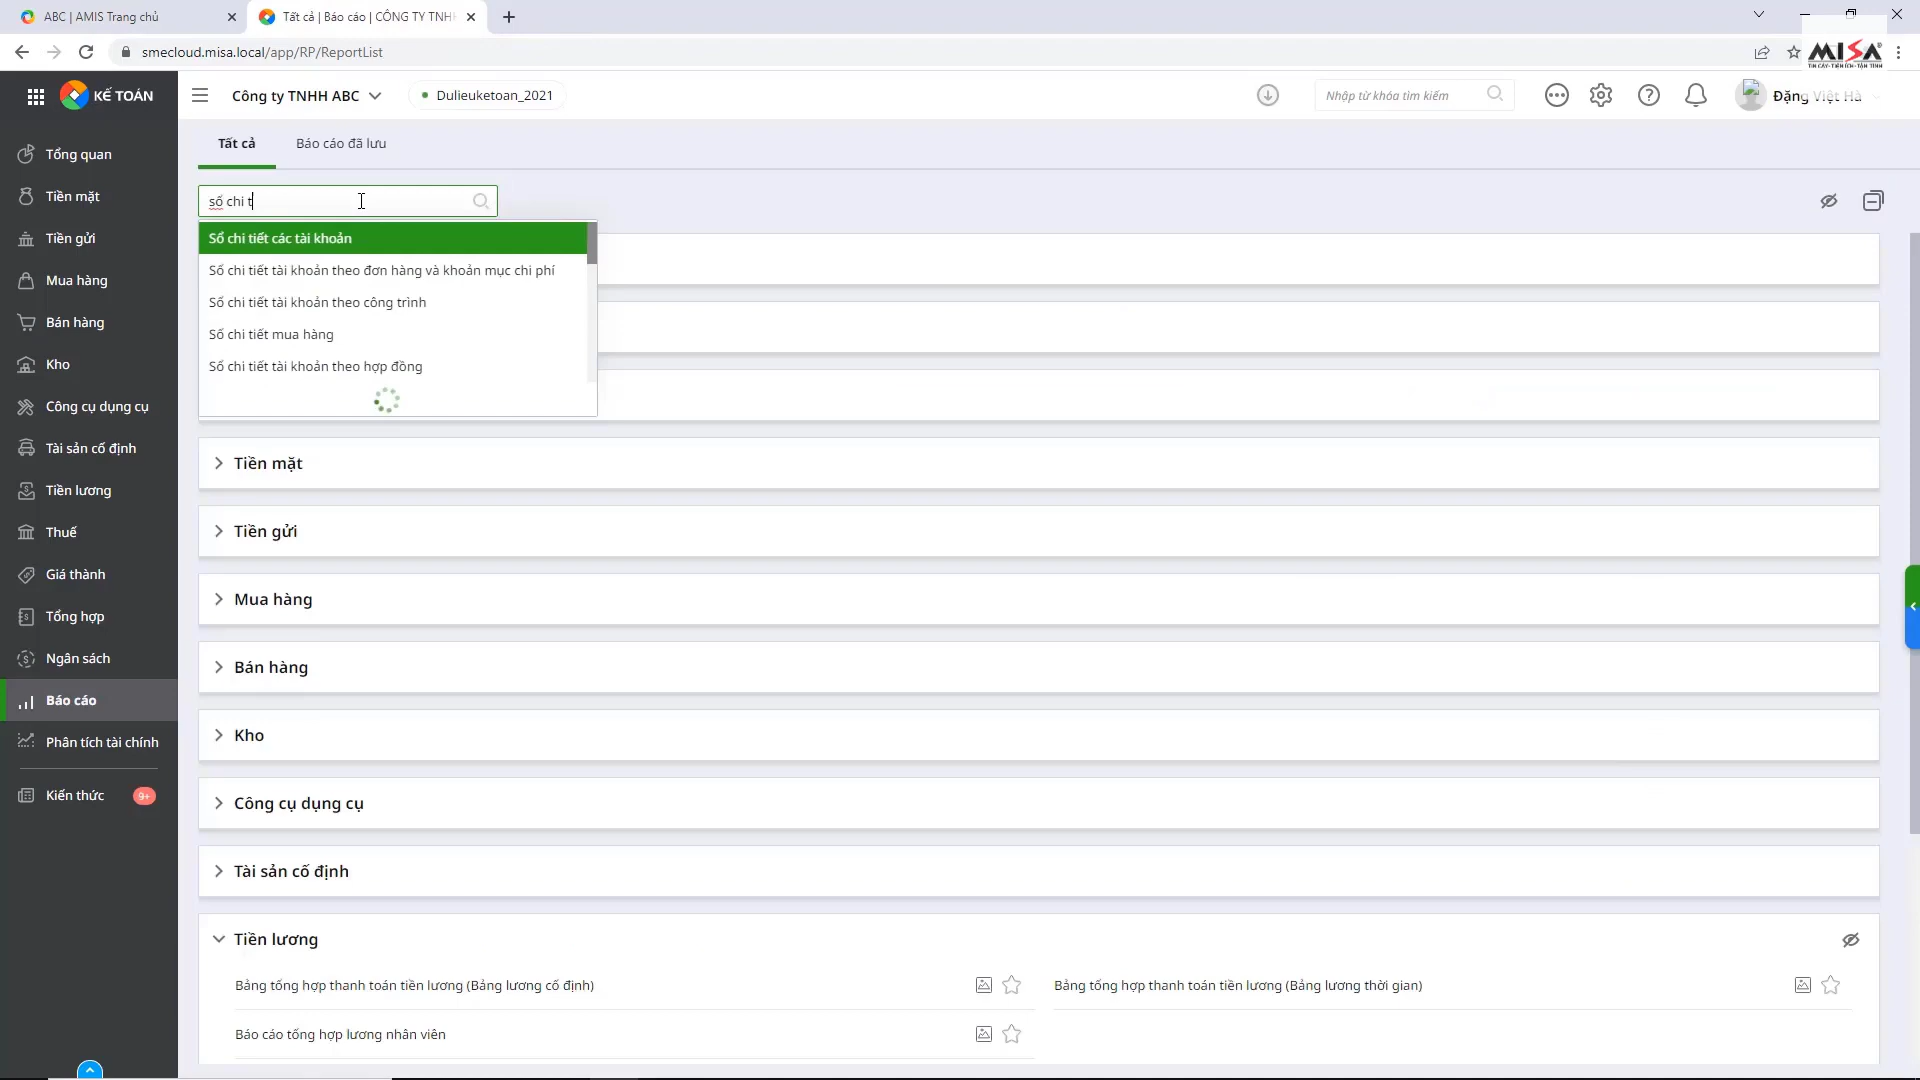 ABC | AMIS Trang chủ
Tất cả | Báo cáo | CÔNG TY TNHH
smecloud.misa.local/app/RP/ReportList
MISA
TIN CẬY-TIỆN ÍCH-TẬN TÌNH
KẾ TOÁN
Công ty TNHH ABC
Dulieuketoan_2021
Nhập từ khóa tìm kiếm
Đặng Việt Hà
Tổng quan
Tiền mặt
Tiền gửi
Mua hàng
Bán hàng
Kho
Công cụ dụng cụ
Tài sản cố định
Tiền lương
Thuế
Giá thành
Tổng hợp
Ngân sách
Báo cáo
Phân tích tài chính
Kiến thức
9+
Tất cả
Báo cáo đã lưu
sổ chi t
Sổ chi tiết các tài khoản
Sổ chi tiết tài khoản theo đơn hàng và khoản mục chi phí
Sổ chi tiết tài khoản theo công trình
Sổ chi tiết mua hàng
Sổ chi tiết tài khoản theo hợp đồng
Tiền mặt
Tiền gửi
Mua hàng
Bán hàng
Kho
Công cụ dụng cụ
Tài sản cố định
Tiền lương
Bảng tổng hợp thanh toán tiền lương (Bảng lương cố định)
Bảng tổng hợp thanh toán tiền lương (Bảng lương thời gian)
Báo cáo tổng hợp lương nhân viên